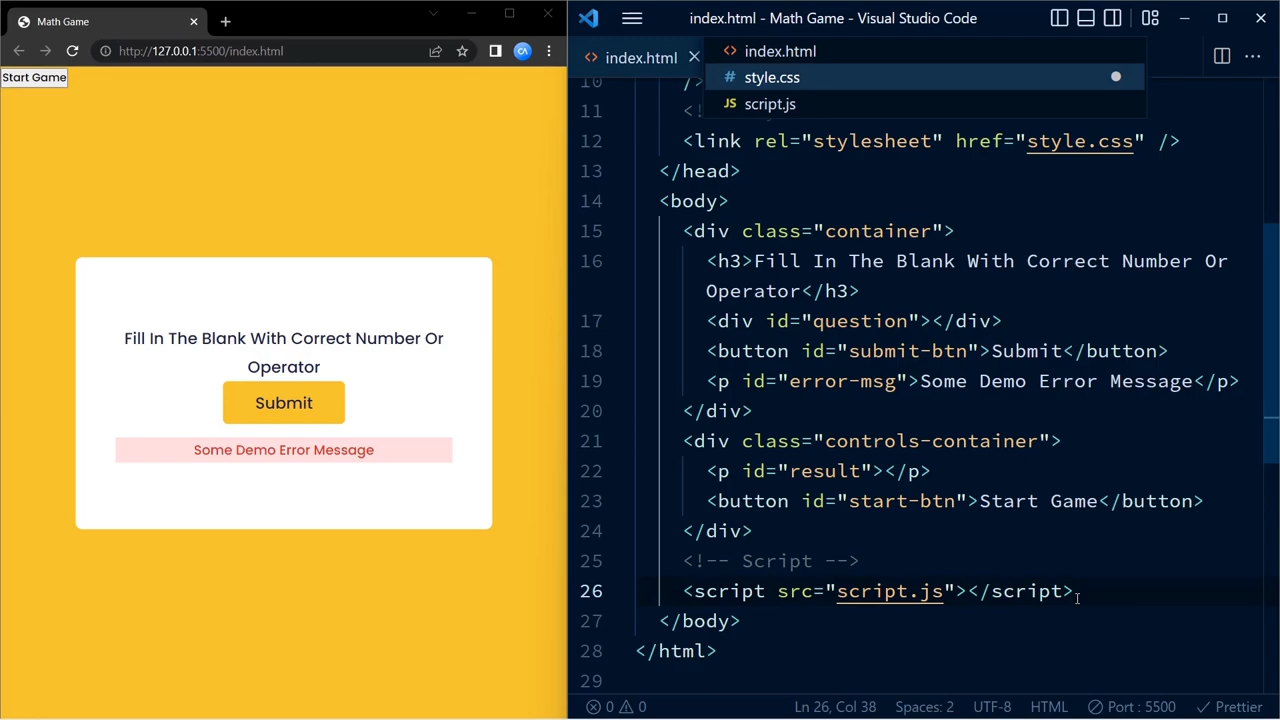 Math Game
http://127.0.0.1:5500/index.html
Start Game
Fill In The Blank With Correct Number Or
Operator
Submit
Some Demo Error Message
index.html - Math Game - Visual Studio Code
index.html
index.html
# style.css
JS script.js
10 />
11 <!
12 <link rel="stylesheet" href="style.css" />
13 </head>
14 <body>
15 <div class="container">
16 <h3>Fill In The Blank With Correct Number Or
Operator</h3>
17 <div id="question"></div>
18 <button id="submit-btn">Submit</button>
19 <p id="error-msg">Some Demo Error Message</p>
20 </div>
21 <div class="controls-container">
22 <p id="result"></p>
23 <button id="start-btn">Start Game</button>
24 </div>
25 <!-- Script -->
26 <script src="script.js"></script>
27 </body>
28 </html>
29
0 0 Ln 26, Col 38 Spaces: 2 UTF-8 HTML Port : 5500 Prettier